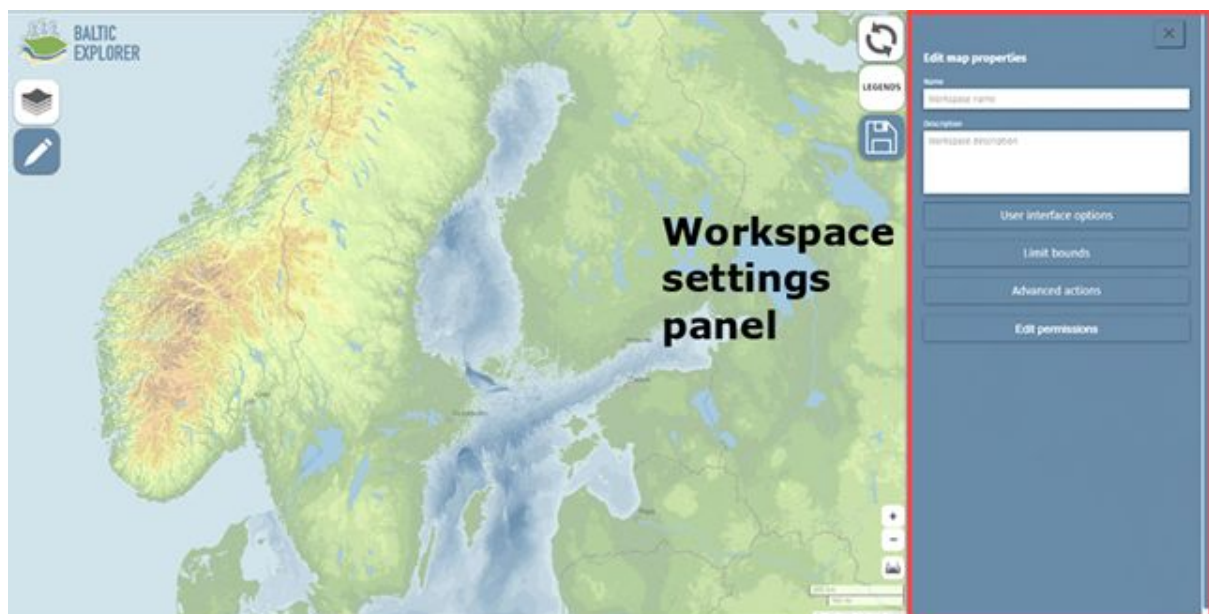 BALTIC
EXPLORER
LEGENDS
Workspace
settings
panel
Edit map properties
Name
Workspace name
Description
Workspace description
User interface options
Limit bounds
Advanced actions
Edit permissions
+
−